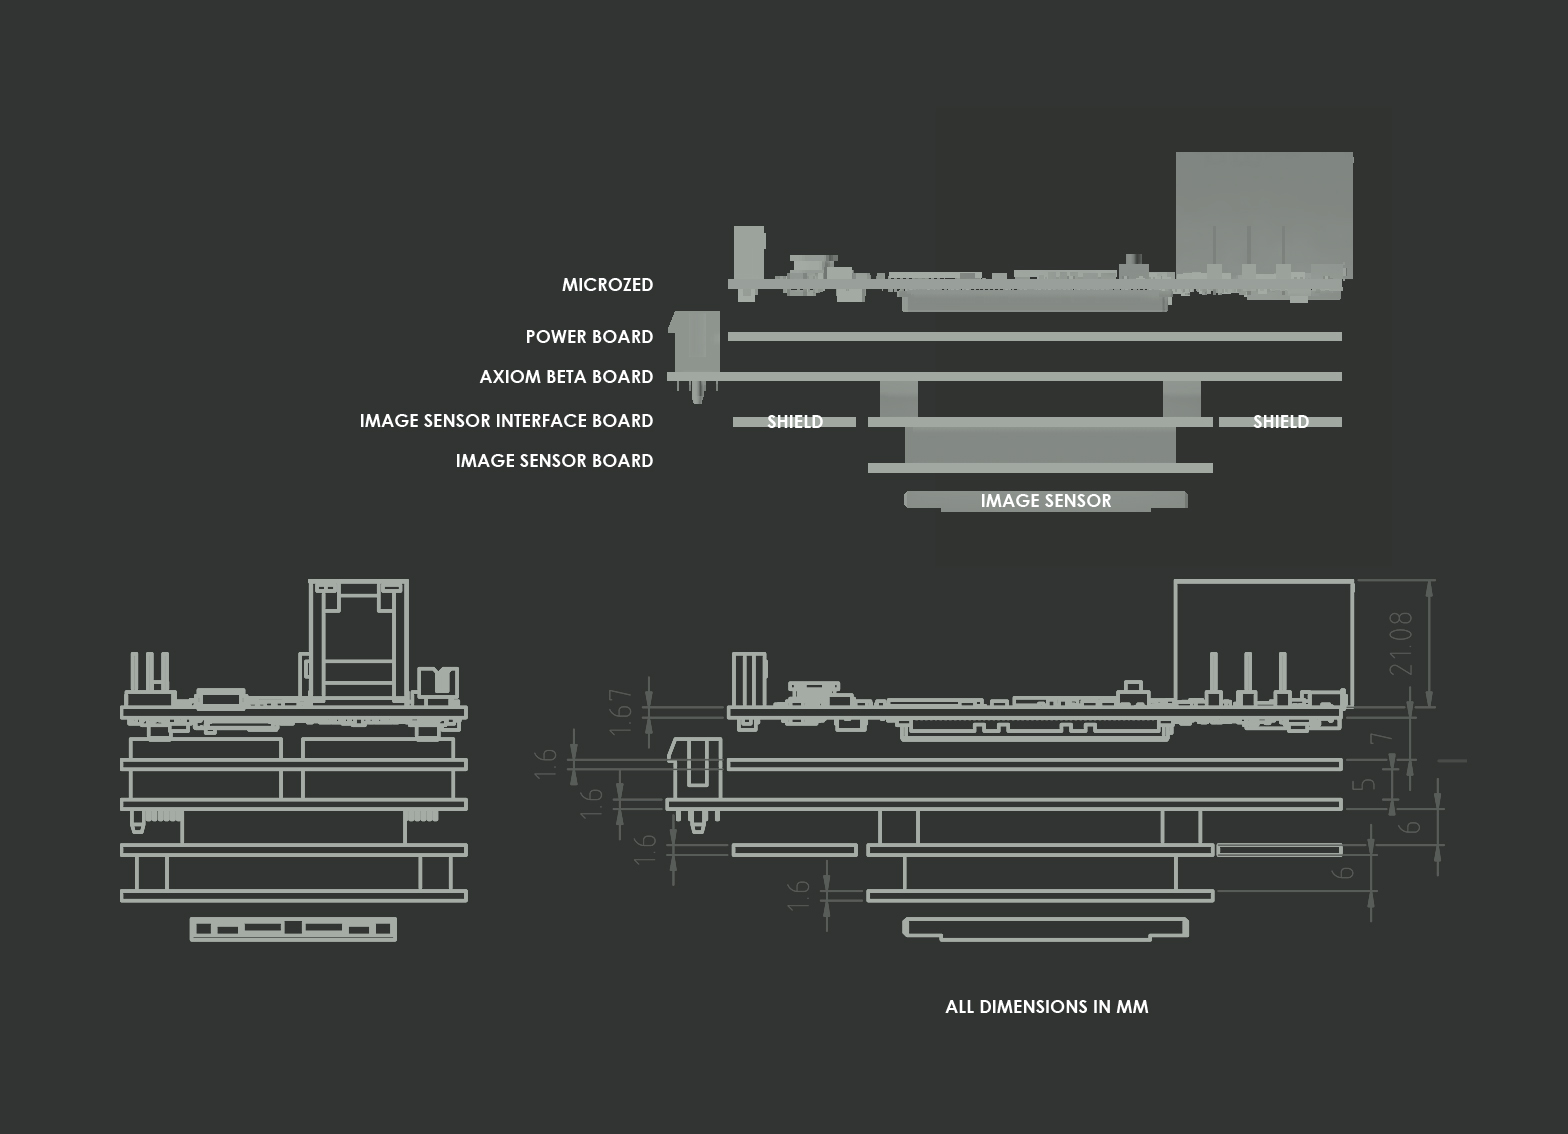 MICROZED
POWER BOARD
AXIOM BETA BOARD
IMAGE SENSOR INTERFACE BOARD
SHIELD
SHIELD
IMAGE SENSOR BOARD
IMAGE SENSOR
21.08
1.67
7
1.6
5
1.6
6
1.6
6
1.6
ALL DIMENSIONS IN MM